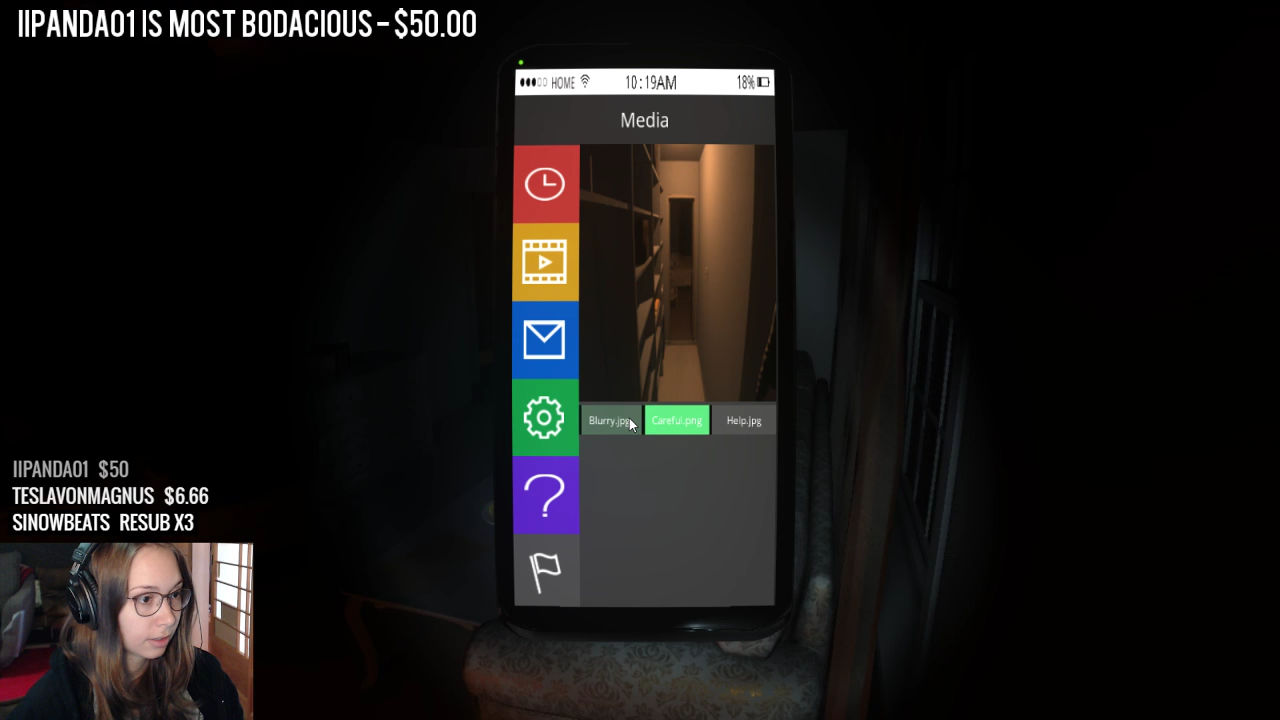 IIPANDA01 IS MOST BODACIOUS - $50.00
HOME 10:19AM 18%
Media
Blurry.jpg Careful.png Help.jpg
IIPANDA01 $50
TESLAVONMAGNUS $6.66
SINOWBEATS RESUB X3